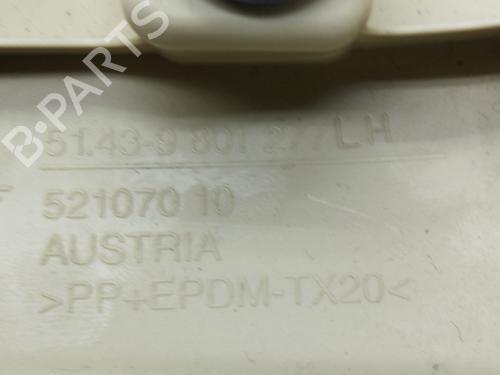 B-PARTS
51.43-9 801 277 LH
521070 10
AUSTRIA
>PP+EPDM-TX20<